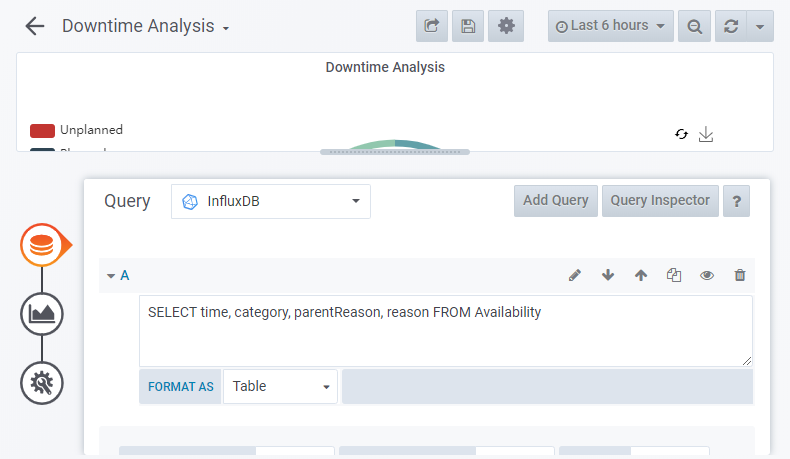 Downtime Analysis
Last 6 hours
Downtime Analysis
Unplanned
Query
InfluxDB
Add Query
Query Inspector
?
A
SELECT time, category, parentReason, reason FROM Availability
FORMAT AS
Table